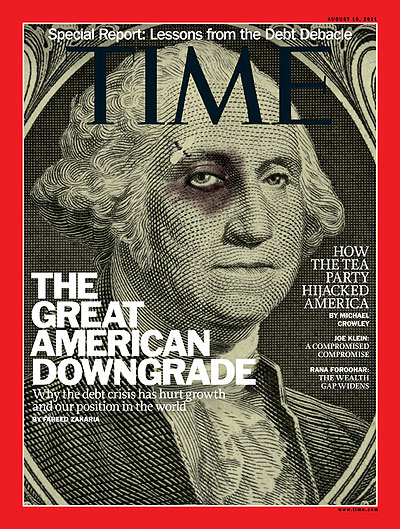 AUGUST 15, 2011
Special Report: Lessons from the Debt Debacle
TIME
THE
GREAT
AMERICAN
DOWNGRADE
Why the debt crisis has hurt growth
and our position in the world
BY FAREED ZAKARIA
HOW
THE TEA
PARTY
HIJACKED
AMERICA
BY MICHAEL
CROWLEY
JOE KLEIN:
A COMPROMISED
COMPROMISE
RANA FOROOHAR:
THE WEALTH
GAP WIDENS
www.time.com